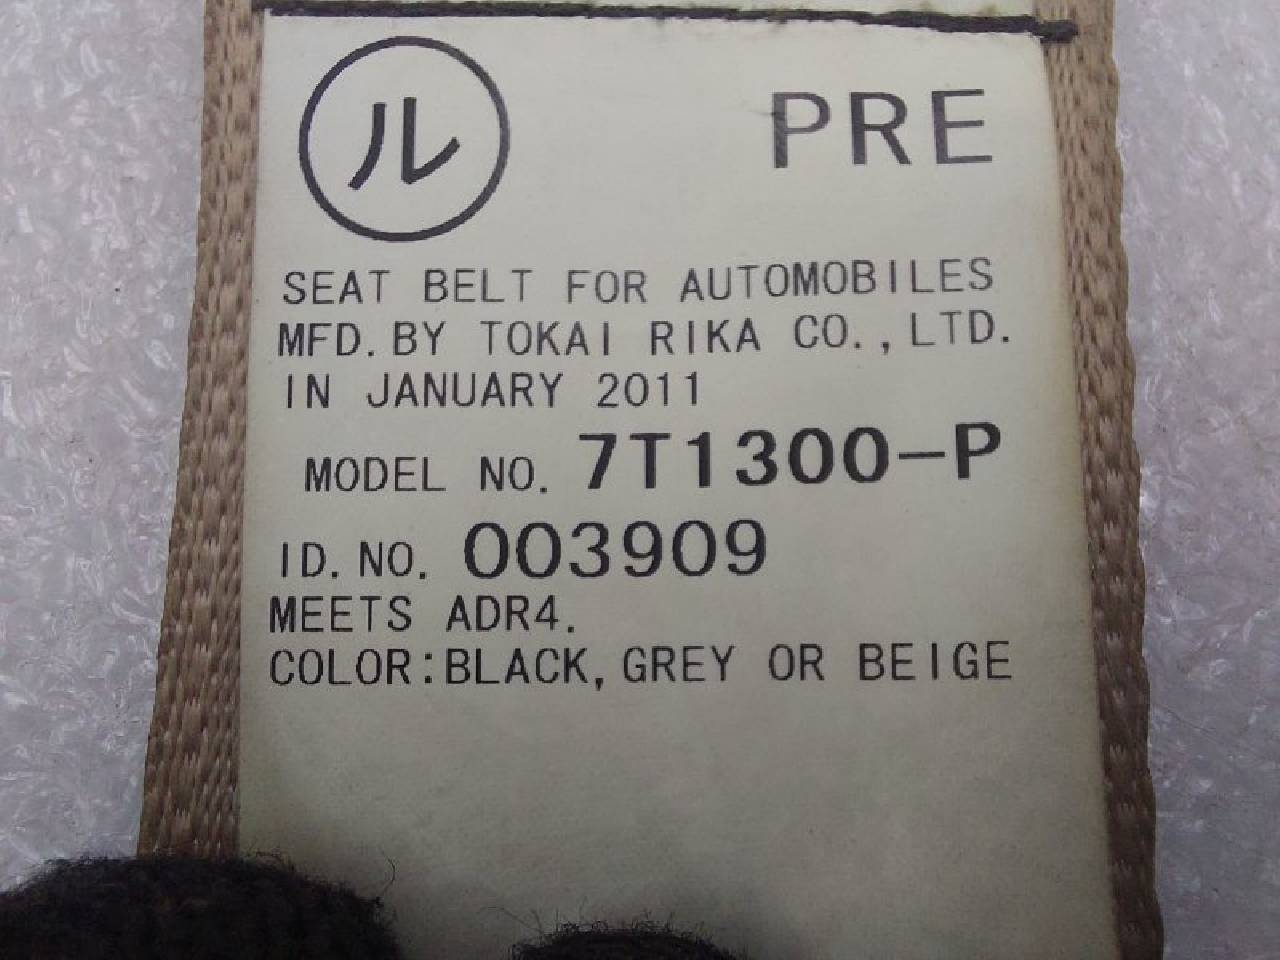 ル PRE
SEAT BELT FOR AUTOMOBILES
MFD. BY TOKAI RIKA CO., LTD.
IN JANUARY 2011
MODEL NO. 7T1300-P
ID. NO. 003909
MEETS ADR4.
COLOR:BLACK, GREY OR BEIGE